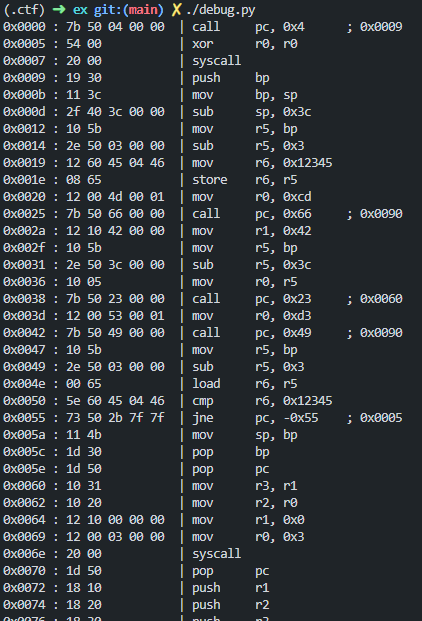 (.ctf) ➜ ex git:(main) ✗ ./debug.py
0x0000 : 7b 50 04 00 00 | call pc, 0x4 ; 0x0009
0x0005 : 54 00 | xor r0, r0
0x0007 : 20 00 | syscall
0x0009 : 19 30 | push bp
0x000b : 11 3c | mov bp, sp
0x000d : 2f 40 3c 00 00 | sub sp, 0x3c
0x0012 : 10 5b | mov r5, bp
0x0014 : 2e 50 03 00 00 | sub r5, 0x3
0x0019 : 12 60 45 04 46 | mov r6, 0x12345
0x001e : 08 65 | store r6, r5
0x0020 : 12 00 4d 00 01 | mov r0, 0xcd
0x0025 : 7b 50 66 00 00 | call pc, 0x66 ; 0x0090
0x002a : 12 10 42 00 00 | mov r1, 0x42
0x002f : 10 5b | mov r5, bp
0x0031 : 2e 50 3c 00 00 | sub r5, 0x3c
0x0036 : 10 05 | mov r0, r5
0x0038 : 7b 50 23 00 00 | call pc, 0x23 ; 0x0060
0x003d : 12 00 53 00 01 | mov r0, 0xd3
0x0042 : 7b 50 49 00 00 | call pc, 0x49 ; 0x0090
0x0047 : 10 5b | mov r5, bp
0x0049 : 2e 50 03 00 00 | sub r5, 0x3
0x004e : 00 65 | load r6, r5
0x0050 : 5e 60 45 04 46 | cmp r6, 0x12345
0x0055 : 73 50 2b 7f 7f | jne pc, -0x55 ; 0x0005
0x005a : 11 4b | mov sp, bp
0x005c : 1d 30 | pop bp
0x005e : 1d 50 | pop pc
0x0060 : 10 31 | mov r3, r1
0x0062 : 10 20 | mov r2, r0
0x0064 : 12 10 00 00 00 | mov r1, 0x0
0x0069 : 12 00 03 00 00 | mov r0, 0x3
0x006e : 20 00 | syscall
0x0070 : 1d 50 | pop pc
0x0072 : 18 10 | push r1
0x0074 : 18 20 | push r2